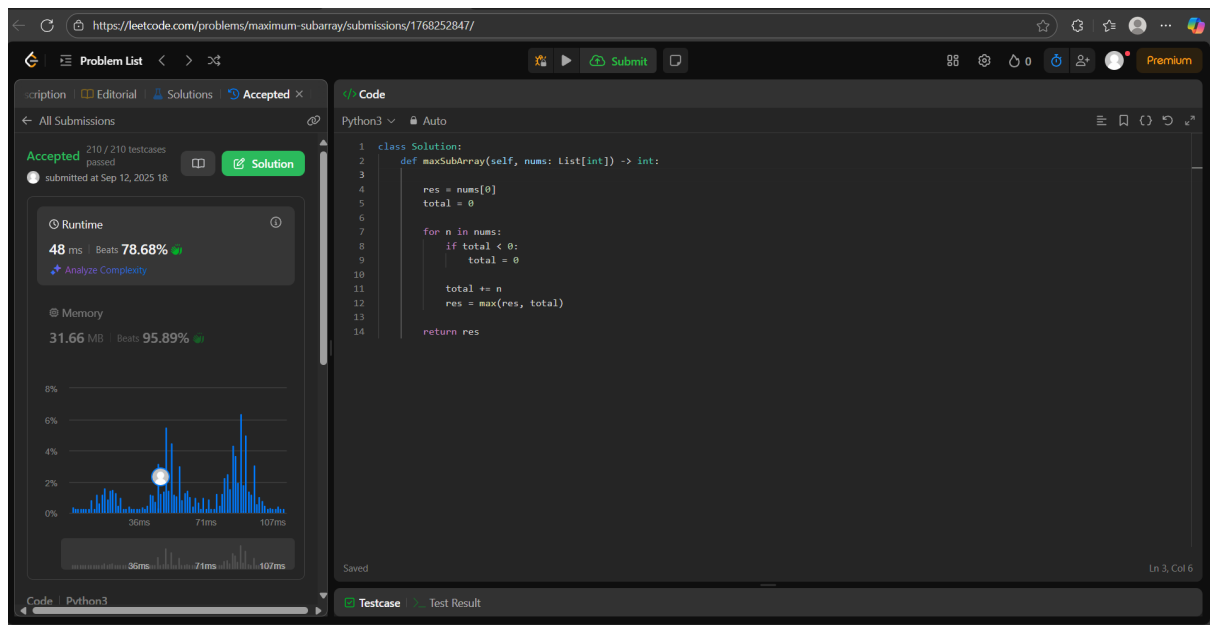 https://leetcode.com/problems/maximum-subarray/submissions/1768252847/
Problem List
Submit
0
Premium
cription
Editorial
Solutions
Accepted
All Submissions
Accepted
210 / 210 testcases
passed
submitted at Sep 12, 2025 18:
Solution
Runtime
48 ms | Beats 78.68%
Analyze Complexity
Memory
31.66 MB | Beats 95.89%
8%
6%
4%
2%
0%
36ms 71ms 107ms
36ms 71ms 107ms
Code | Python3
</> Code
Python3 Auto
1 class Solution:
2 def maxSubArray(self, nums: List[int]) -> int:
3
4 res = nums[0]
5 total = 0
6
7 for n in nums:
8 if total < 0:
9 total = 0
10
11 total += n
12 res = max(res, total)
13
14 return res
Saved Ln 3, Col 6
Testcase | >_ Test Result